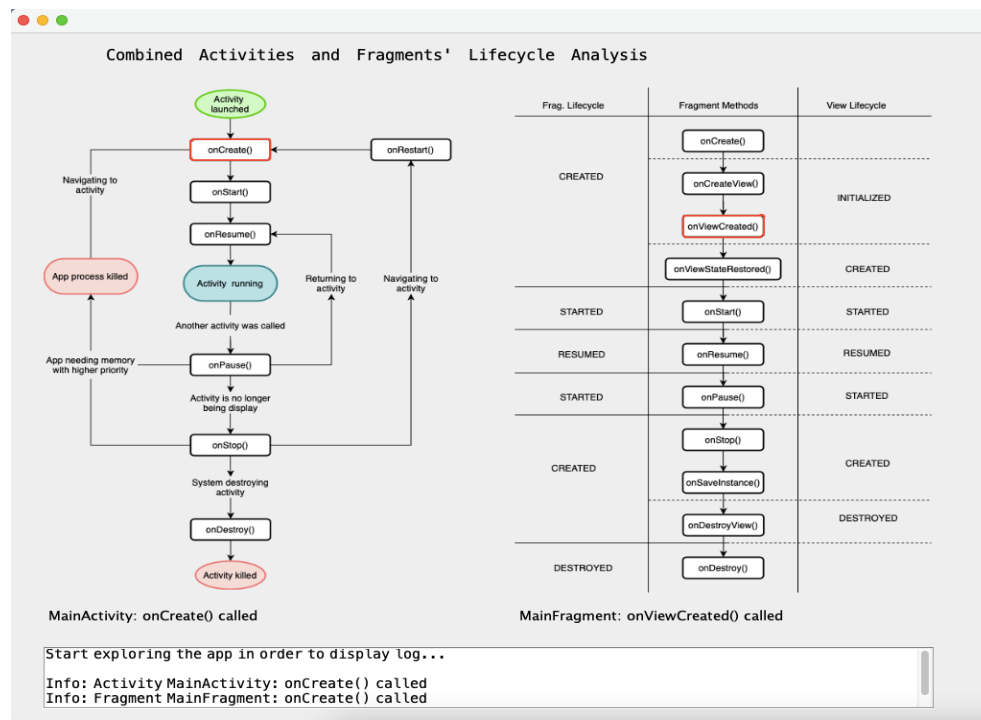 Combined Activities and Fragments' Lifecycle Analysis
Activity
launched
onCreate()
onRestart()
Navigating to
activity
onStart()
onResume()
App process killed
Activity running
Returning to
activity
Navigating to
activity
Another activity was called
App needing memory
with higher priority
onPause()
Activity is no longer
being display
onStop()
System destroying
activity
onDestroy()
Activity killed
MainActivity: onCreate() called
Frag. Lifecycle
Fragment Methods
View Lifecycle
onCreate()
CREATED
onCreateView()
INITIALIZED
onViewCreated()
onViewStateRestored()
CREATED
STARTED
onStart()
STARTED
RESUMED
onResume()
RESUMED
STARTED
onPause()
STARTED
onStop()
CREATED
CREATED
onSaveInstance()
onDestroyView()
DESTROYED
DESTROYED
onDestroy()
MainFragment: onViewCreated() called
Start exploring the app in order to display log...
Info: Activity MainActivity: onCreate() called
Info: Fragment MainFragment: onCreate() called